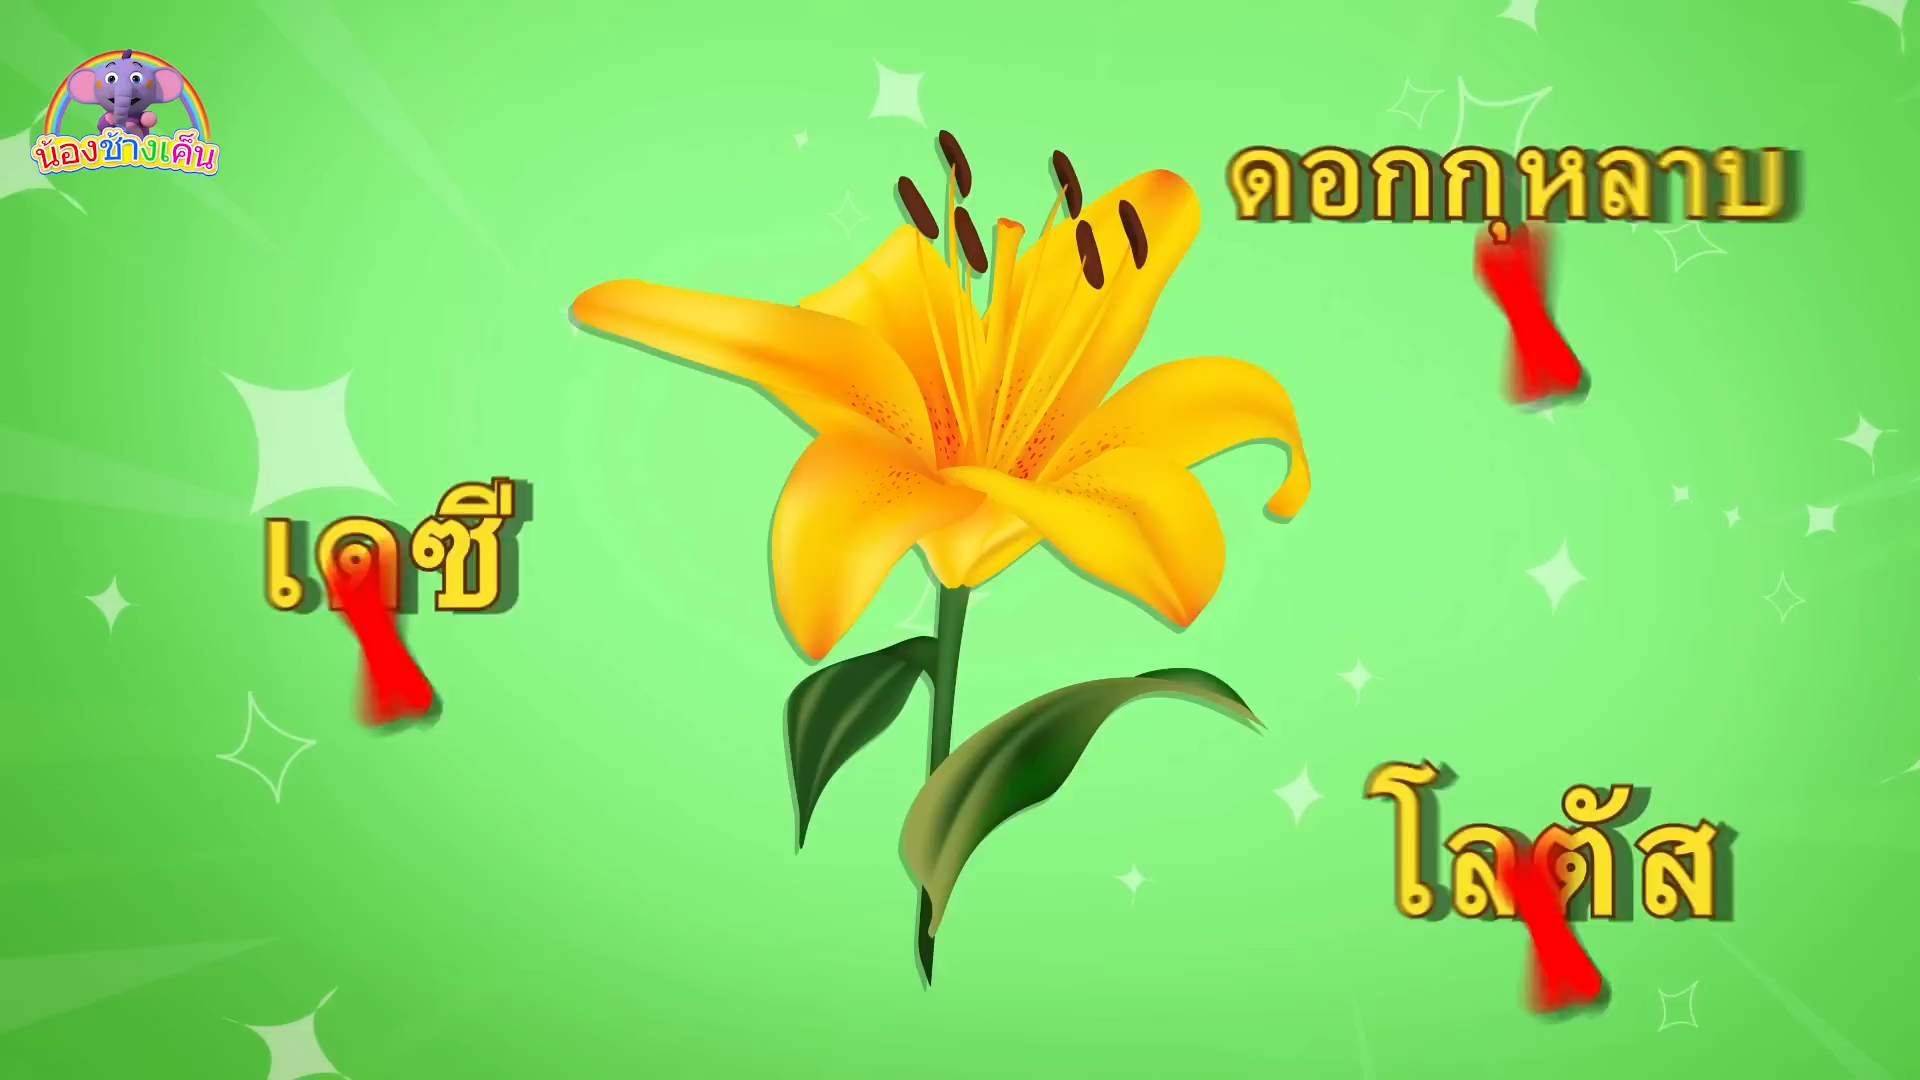 น้องช้างเค็น
ดอกกุหลาบ
เดซี
โลตัส